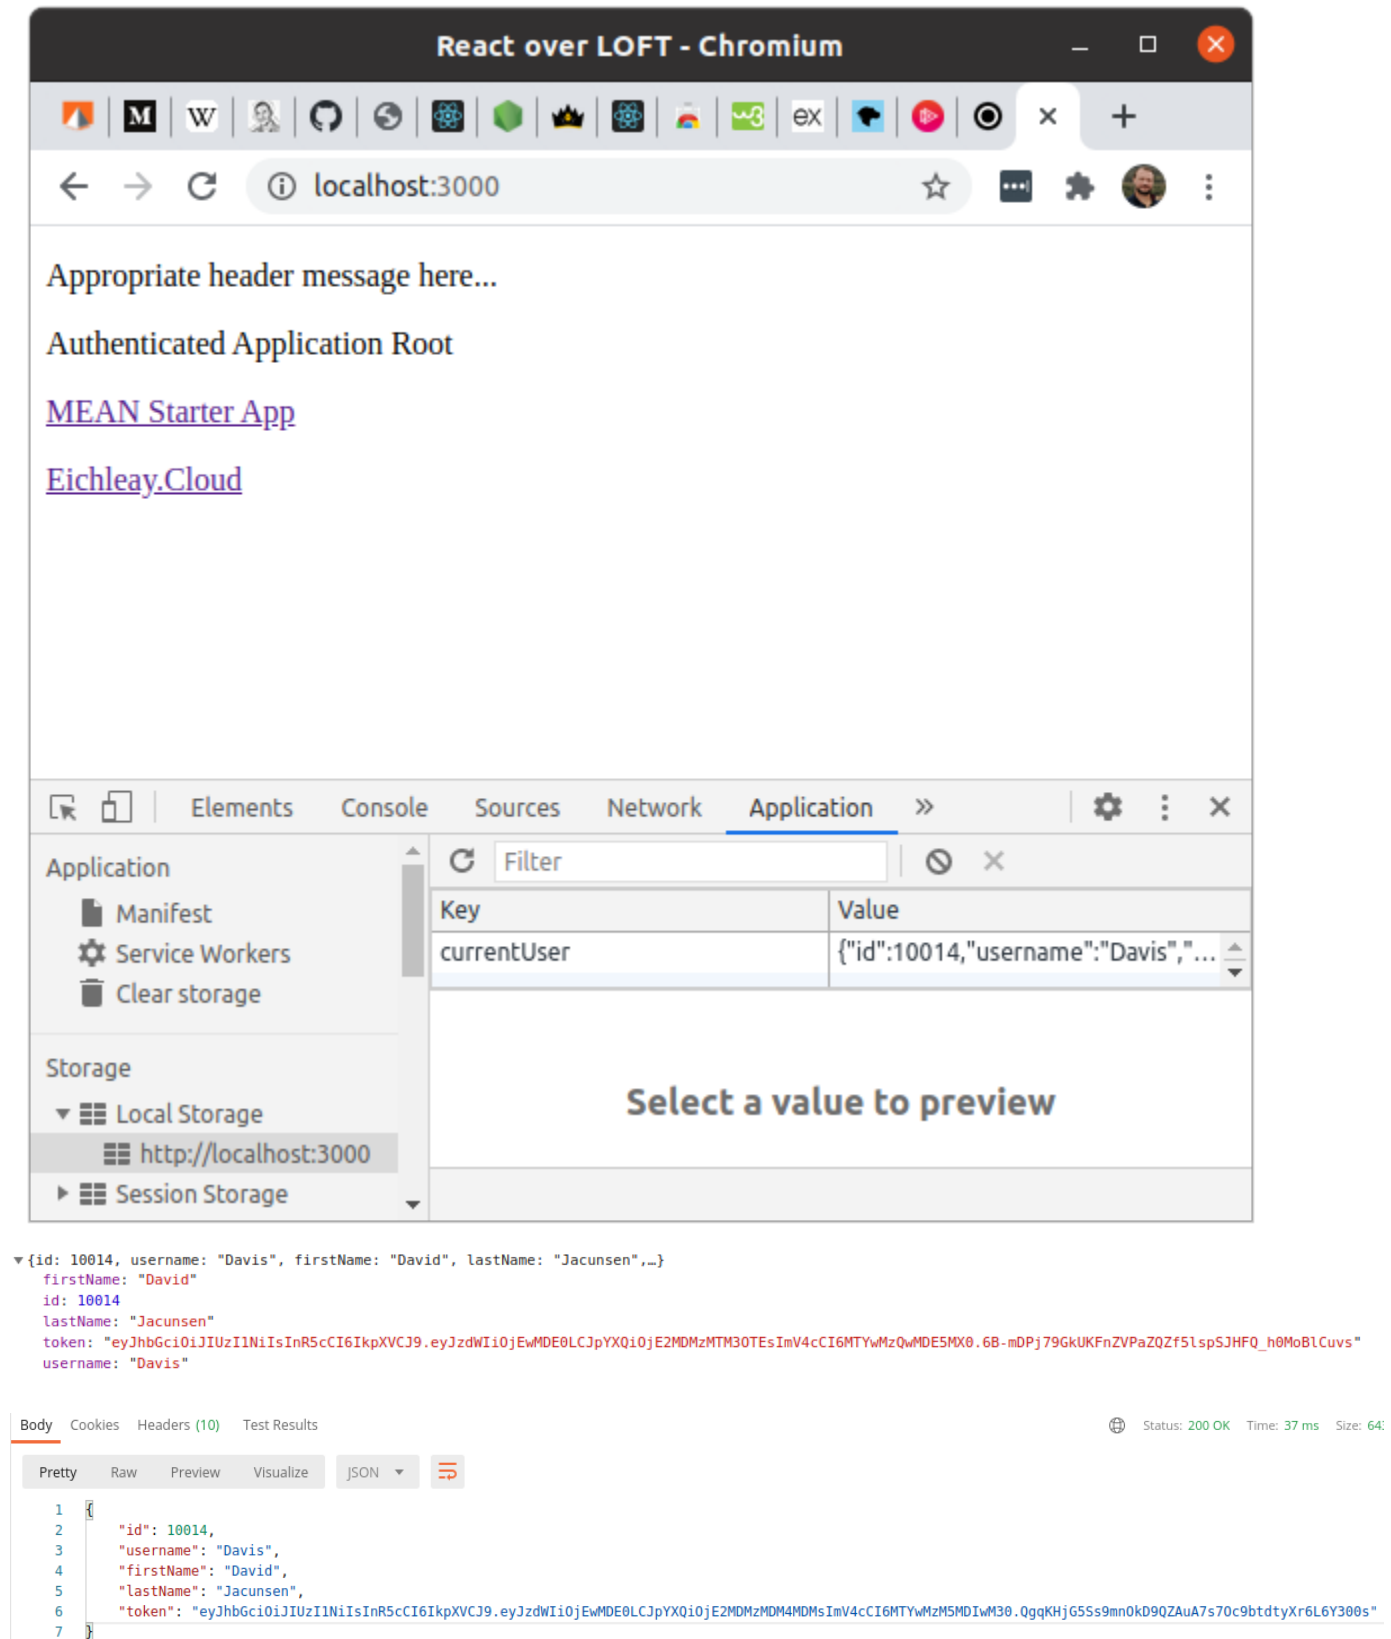 React over LOFT - Chromium
M W ex
localhost:3000
Appropriate header message here...
Authenticated Application Root
MEAN Starter App
Eichleay.Cloud
Elements Console Sources Network Application »
Application
Filter
Manifest
Key Value
Service Workers
currentUser {"id":10014,"username":"Davis","...
Clear storage
Storage
Local Storage
Select a value to preview
http://localhost:3000
Session Storage
{id: 10014, username: "Davis", firstName: "David", lastName: "Jacunsen",…}
firstName: "David"
id: 10014
lastName: "Jacunsen"
token: "eyJhbGciOiJIUzI1NiIsInR5cCI6IkpXVCJ9.eyJzdWIiOjEwMDE0LCJpYXQiOjE2MDMzMTM3OTEsImV4cCI6MTYwMzQwMDE5MX0.6B-mDPj79GkUKFnZVPaZQZf5lspSJHFQ_h0MoBlCuvs"
username: "Davis"
Body Cookies Headers (10) Test Results Status: 200 OK Time: 37 ms Size: 643
Pretty Raw Preview Visualize JSON
1 {
2 "id": 10014,
3 "username": "Davis",
4 "firstName": "David",
5 "lastName": "Jacunsen",
6 "token": "eyJhbGciOiJIUzI1NiIsInR5cCI6IkpXVCJ9.eyJzdWIiOjEwMDE0LCJpYXQiOjE2MDMzMDM4MDMsImV4cCI6MTYwMzM5MDIwM30.QgqKHjG5Ss9mnOkD9QZAuA7s7Oc9btdtyXr6L6Y300s"
7 }